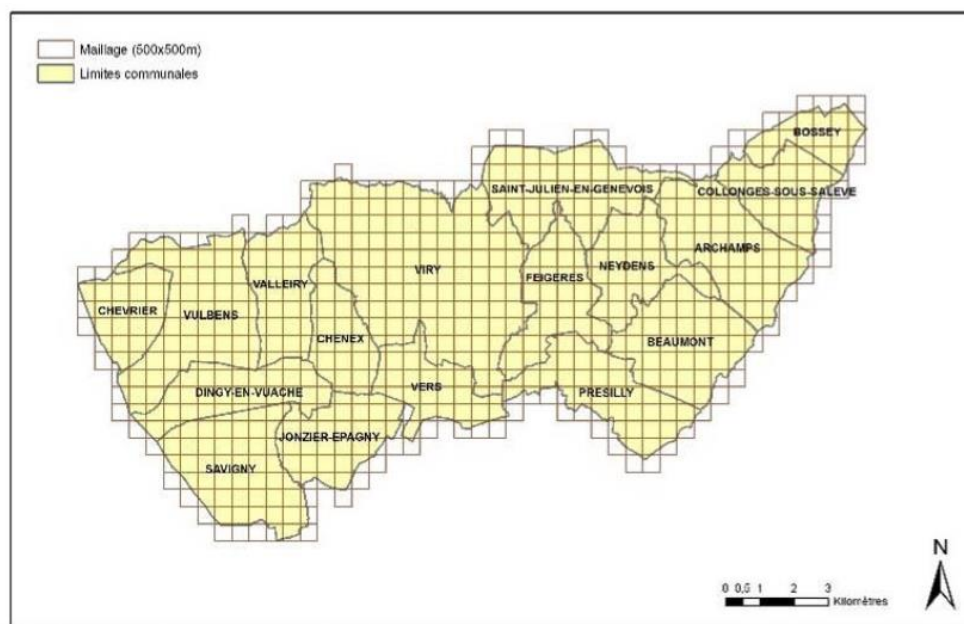 Maillage (500x500m)
Limites communales
BOSSEY
SAINT-JULIEN-EN-GENEVOIS
COLLONGES-SOUS-SALEVE
ARCHAMPS
VIRY
NEYDENS
FEIGERES
VALLEIRY
CHEVRIER
VULBENS
CHENEX
BEAUMONT
VERS
DINGY-EN-VUACHE
PRESILLY
JONZIER-EPAGNY
SAVIGNY
N
0 0,5 1 2 3
Kilomètres